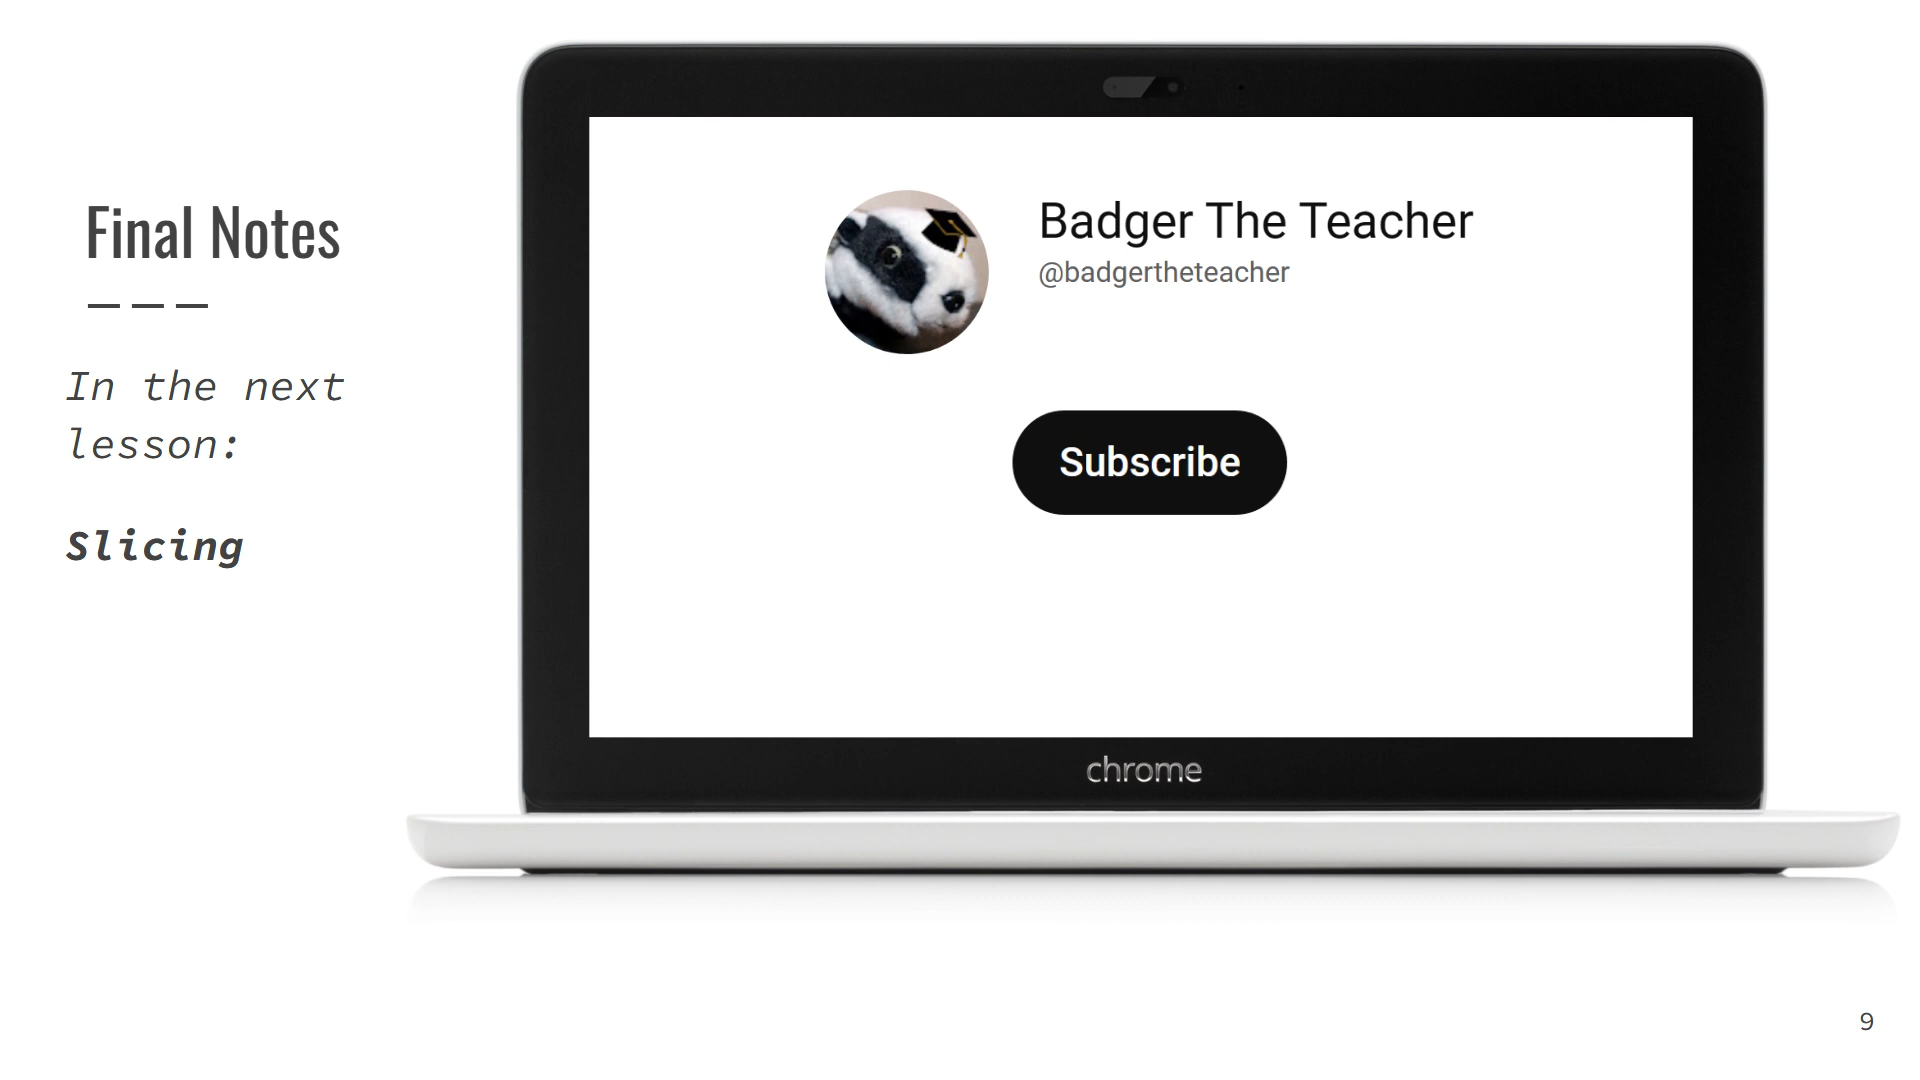 Final Notes
In the next
lesson:
Slicing
Badger The Teacher
@badgertheteacher
Subscribe
chrome
9